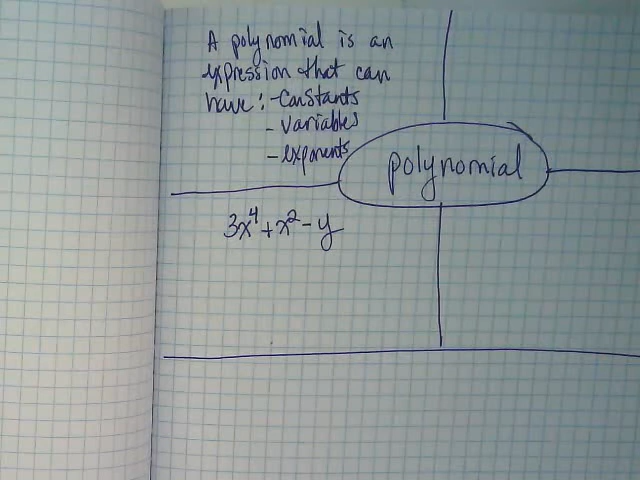 A polynomial is an
expression that can
have: - Constants
- variables
- exponents
polynomial
3x⁴+x²-y